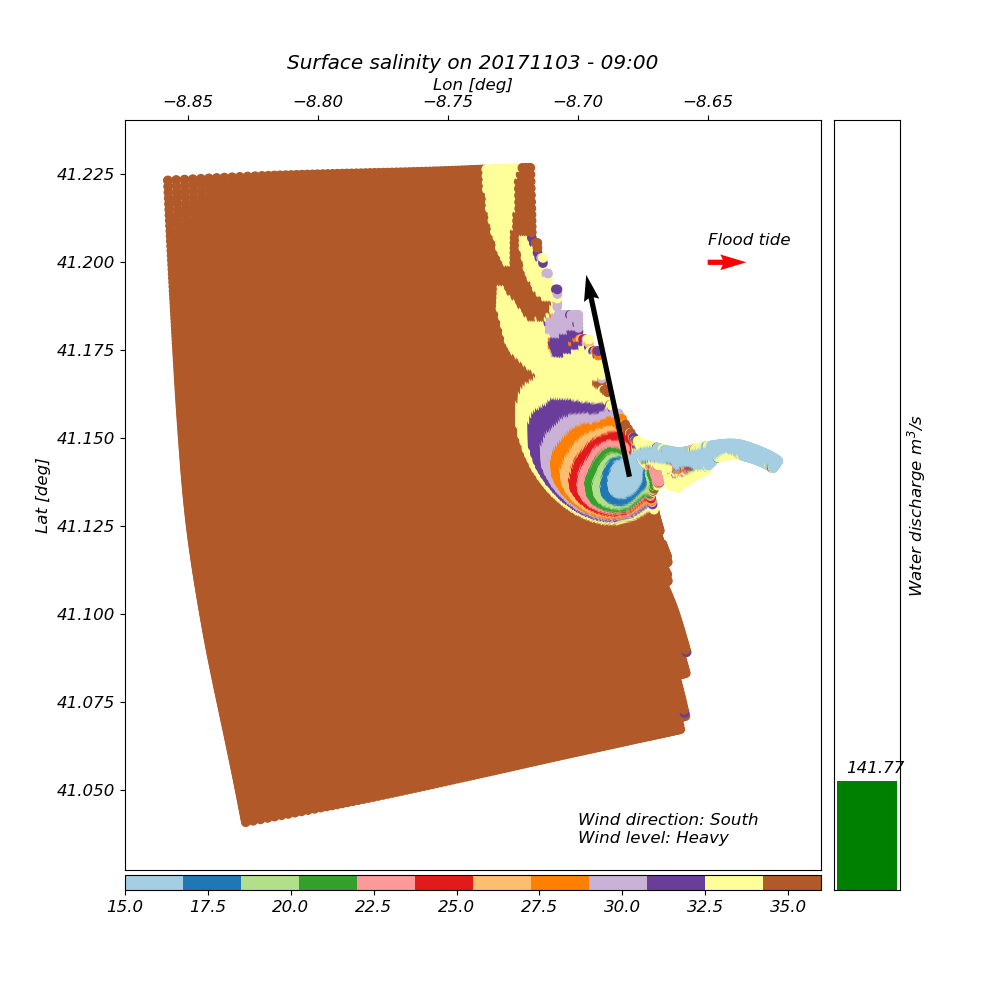 Surface salinity on 20171103 - 09:00
Lon [deg]
−8.85 −8.80 −8.75 −8.70 −8.65
41.225
41.200
41.175
41.150
41.125
41.100
41.075
41.050
Lat [deg]
Flood tide
Wind direction: South
Wind level: Heavy
141.77
Water discharge m³/s
15.0 17.5 20.0 22.5 25.0 27.5 30.0 32.5 35.0